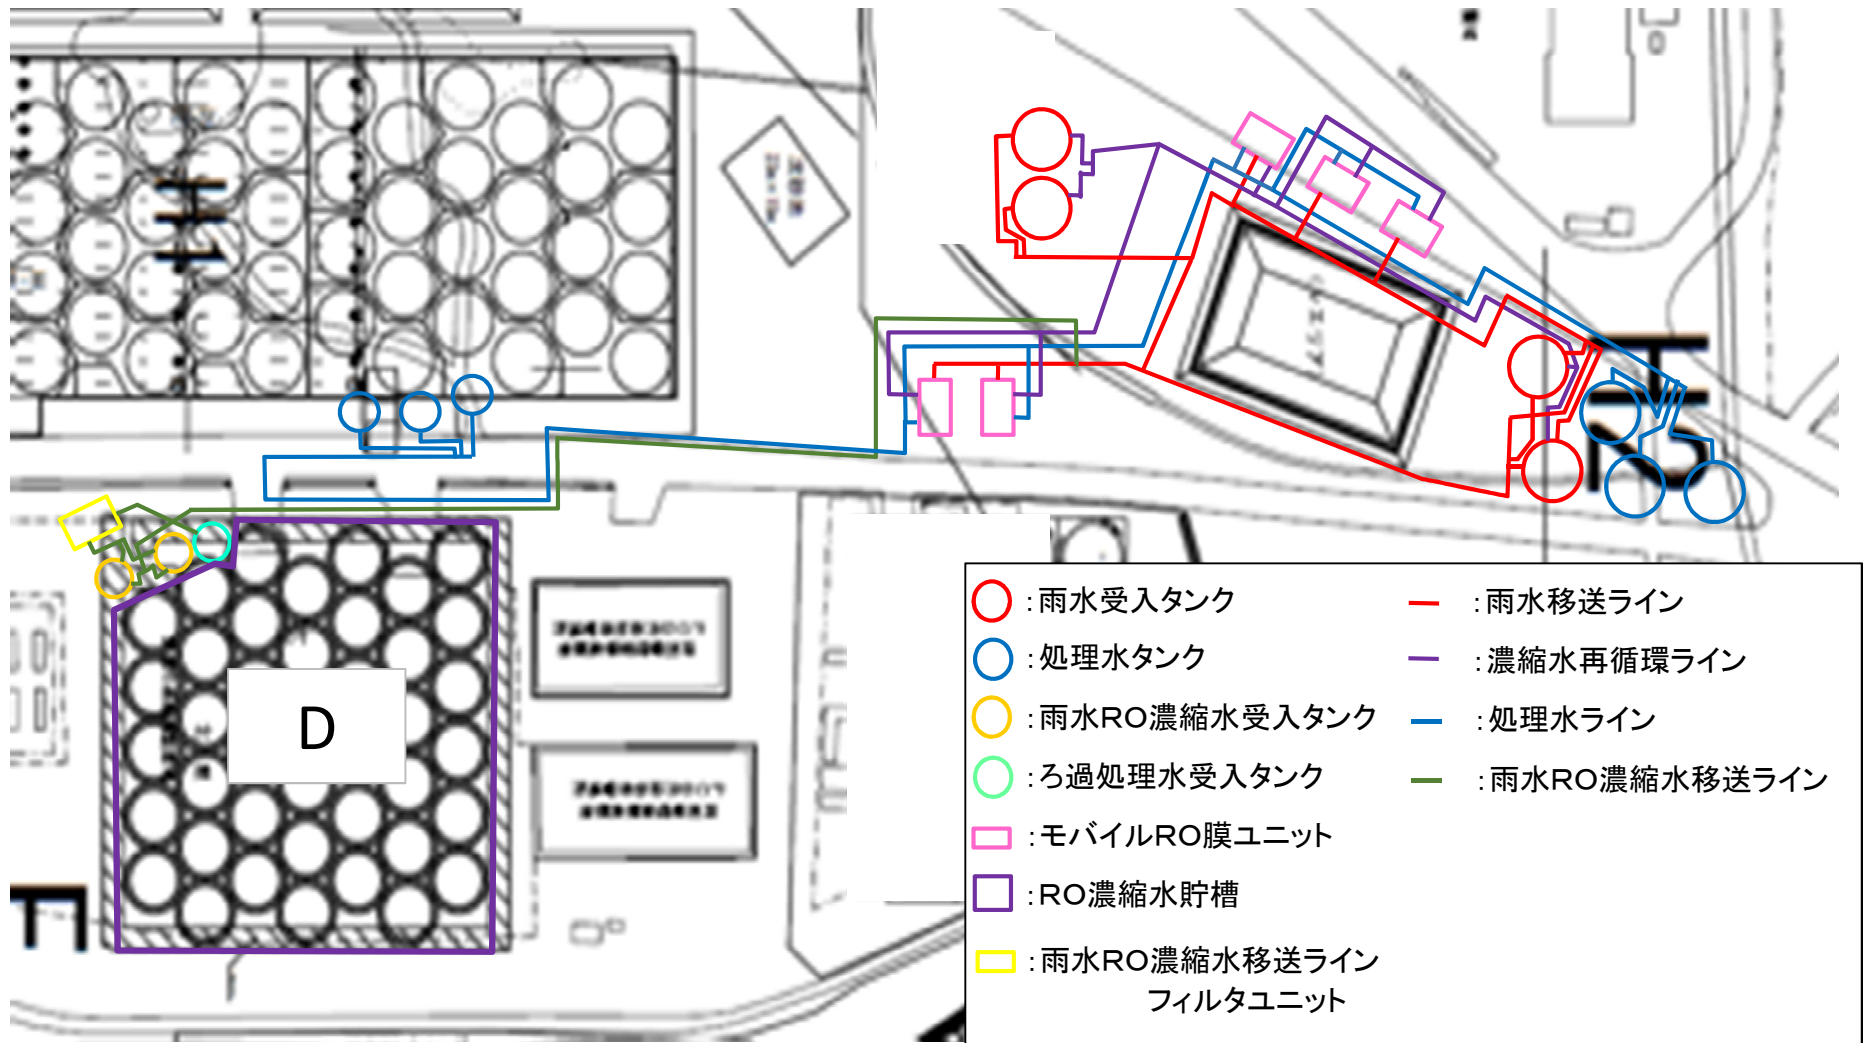 H1
H2
D
E
：雨水受入タンク
：処理水タンク
：雨水RO濃縮水受入タンク
：ろ過処理水受入タンク
：モバイルRO膜ユニット
：RO濃縮水貯槽
：雨水RO濃縮水移送ライン
フィルタユニット
：雨水移送ライン
：濃縮水再循環ライン
：処理水ライン
：雨水RO濃縮水移送ライン